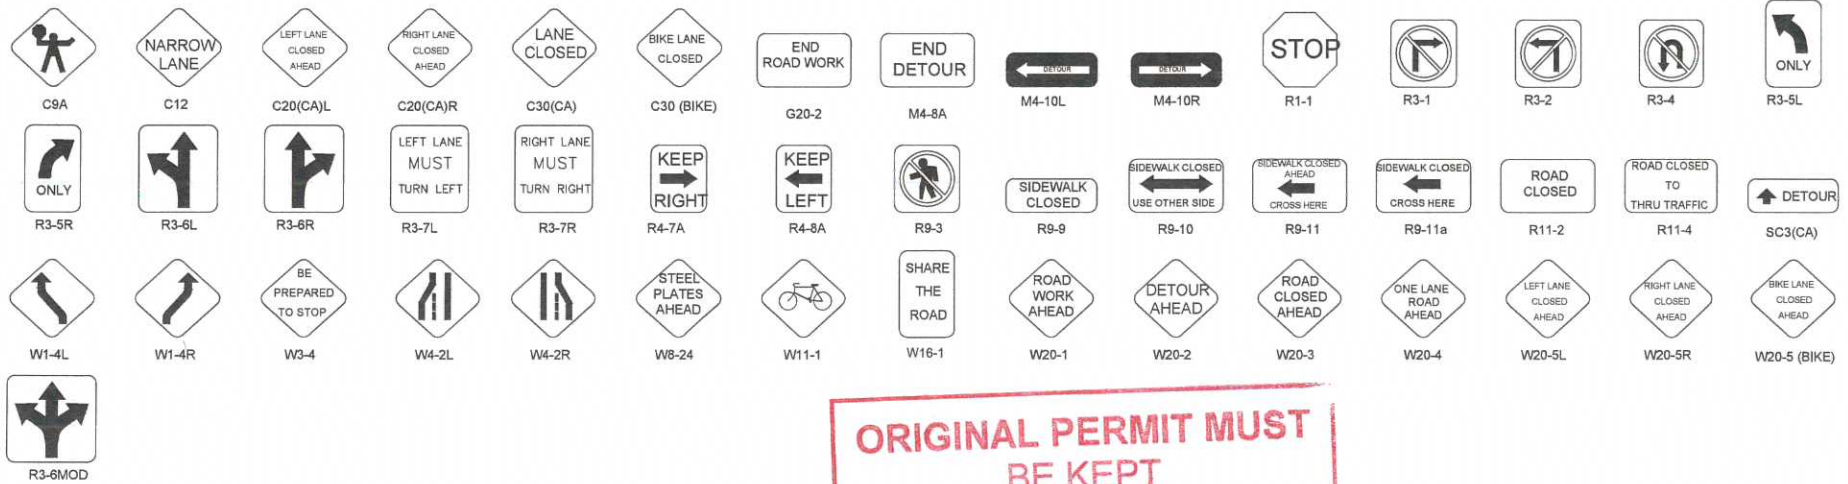 NARROW
LANE
LEFT LANE
CLOSED
AHEAD
RIGHT LANE
CLOSED
AHEAD
LANE
CLOSED
BIKE LANE
CLOSED
END
ROAD WORK
END
DETOUR
DETOUR
DETOUR
STOP
ONLY
C9A
C12
C20(CA)L
C20(CA)R
C30(CA)
C30 (BIKE)
G20-2
M4-8A
M4-10L
M4-10R
R1-1
R3-1
R3-2
R3-4
R3-5L
ONLY
LEFT LANE
MUST
TURN LEFT
RIGHT LANE
MUST
TURN RIGHT
KEEP
RIGHT
KEEP
LEFT
SIDEWALK
CLOSED
SIDEWALK CLOSED
USE OTHER SIDE
SIDEWALK CLOSED
AHEAD
CROSS HERE
SIDEWALK CLOSED
CROSS HERE
ROAD
CLOSED
ROAD CLOSED
TO
THRU TRAFFIC
DETOUR
R3-5R
R3-6L
R3-6R
R3-7L
R3-7R
R4-7A
R4-8A
R9-3
R9-9
R9-10
R9-11
R9-11a
R11-2
R11-4
SC3(CA)
BE
PREPARED
TO STOP
STEEL
PLATES
AHEAD
SHARE
THE
ROAD
ROAD
WORK
AHEAD
DETOUR
AHEAD
ROAD
CLOSED
AHEAD
ONE LANE
ROAD
AHEAD
LEFT LANE
CLOSED
AHEAD
RIGHT LANE
CLOSED
AHEAD
BIKE LANE
CLOSED
AHEAD
W1-4L
W1-4R
W3-4
W4-2L
W4-2R
W8-24
W11-1
W16-1
W20-1
W20-2
W20-3
W20-4
W20-5L
W20-5R
W20-5 (BIKE)
R3-6MOD
ORIGINAL PERMIT MUST
BE KEPT